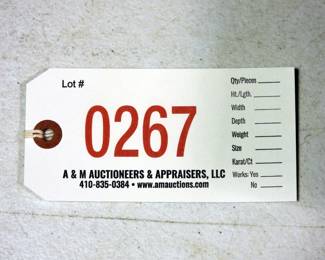 Lot #
0267
A & M AUCTIONEERS & APPRAISERS, LLC
410-835-0384 • www.amauctions.com
Qty/Pieces
Ht./Lgth.
Width
Depth
Weight
Size
Karat/Ct
Works: Yes
No